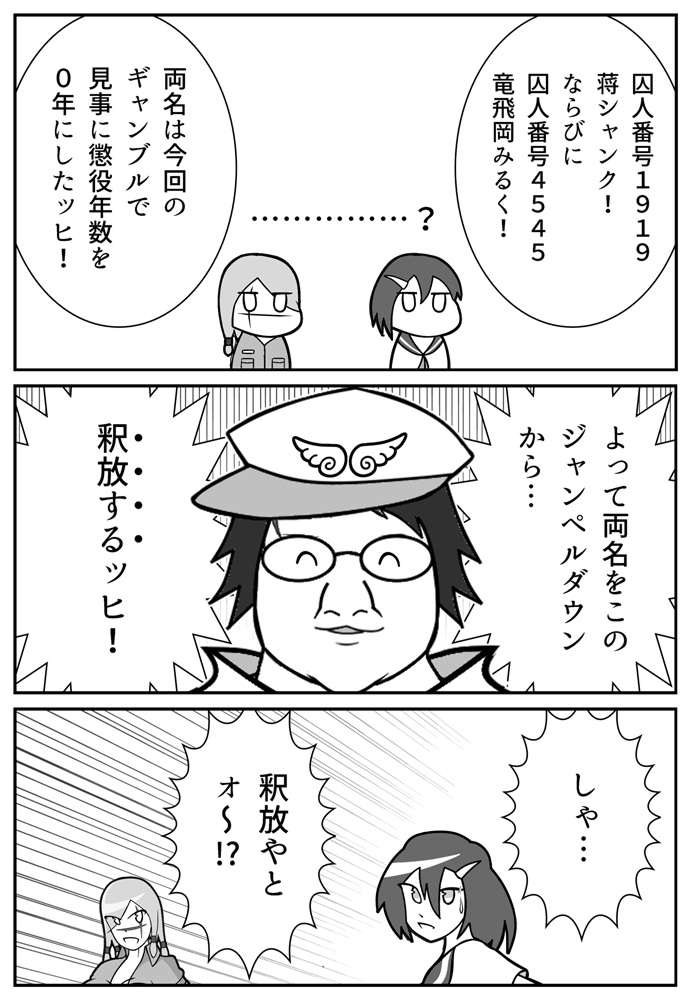 囚人番号１９１９
蒋シャンク！
ならびに
囚人番号４５４５
竜飛岡みるく！
………………？
両名は今回の
ギャンブルで
見事に懲役年数を
０年にしたッヒ！
よって両名をこの
ジャンペルダウン
から…
釈放するッヒ！
しゃ…
釈放やと
ォ〜!?